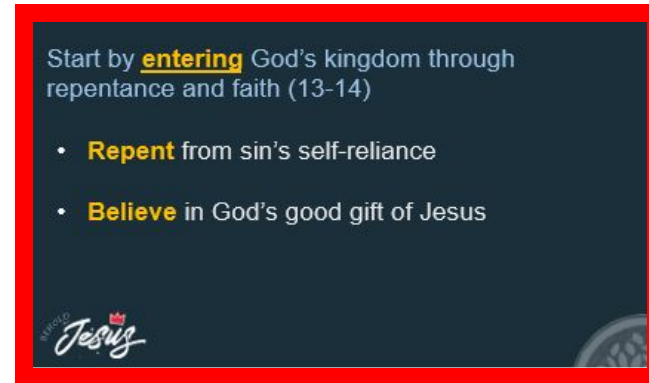 Start by entering God's kingdom through
repentance and faith (13-14)
• Repent from sin's self-reliance
• Believe in God's good gift of Jesus
BEHOLD
Jesus